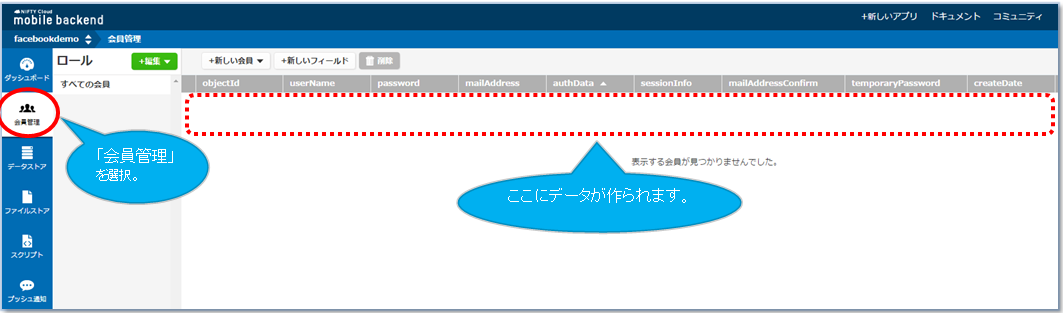 NIFTY Cloud
mobile backend
+新しいアプリ ドキュメント コミュニティ
facebookdemo 会員管理
ダッシュボード
会員管理
データストア
ファイルストア
スクリプト
プッシュ通知
ロール +編集
すべての会員
+新しい会員 +新しいフィールド 削除
objectId userName password mailAddress authData sessionInfo mailAddressConfirm temporaryPassword createDate
表示する会員が見つかりませんでした。
「会員管理」
を選択。
ここにデータが作られます。